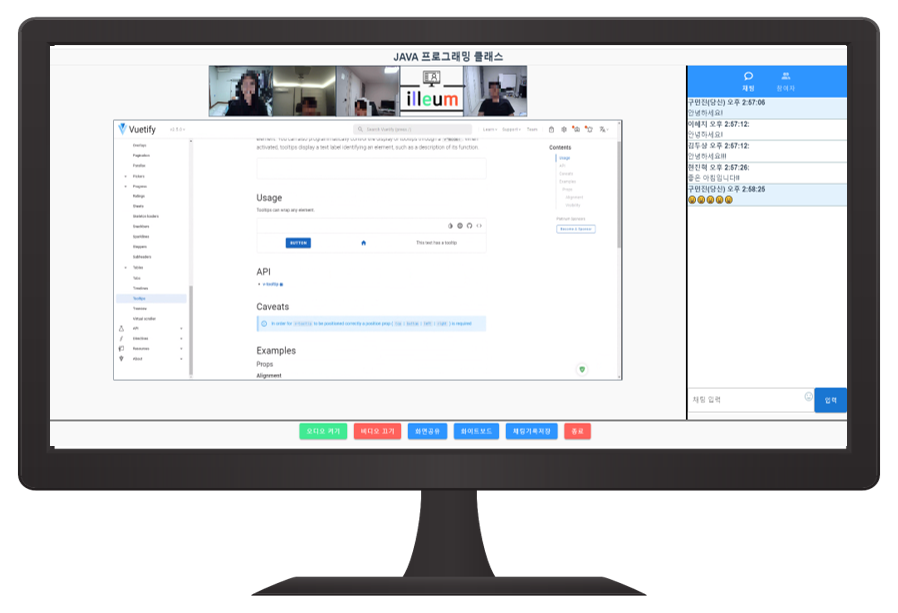 JAVA 프로그래밍 클래스
illeum
Vuetify
Search Vuetify
Learn
Support
Team
채팅
참여자
구민진(당신) 오후 2:57:06
안녕하세요!
이예지 오후 2:57:12:
안녕하세요!
김두상 오후 2:57:12:
안녕하세요!!!
현진혁 오후 2:57:26:
좋은 아침입니다!!
구민진(당신) 오후 2:58:25
Overlays
Pagination
Parallax
Pickers
Progress
Ratings
Sheets
Skeleton loaders
Snackbars
Sparklines
Steppers
Subheaders
Tables
Tabs
Timelines
Tooltips
Treeview
Virtual scroller
API
Directives
Resources
About
activated, tooltips display a text label identifying an element, such as a description of its function.
Usage
Tooltips can wrap any element.
BUTTON
This text has a tooltip
API
v-tooltip
Caveats
In order for
to be positioned correctly a position prop (top | bottom | left | right) is required
Examples
Props
Alignment
Contents
Usage
API
Caveats
Examples
Props
Alignment
Visibility
채팅 입력
입력
오디오 켜기
비디오 끄기
화면공유
화이트보드
채팅기록저장
종료